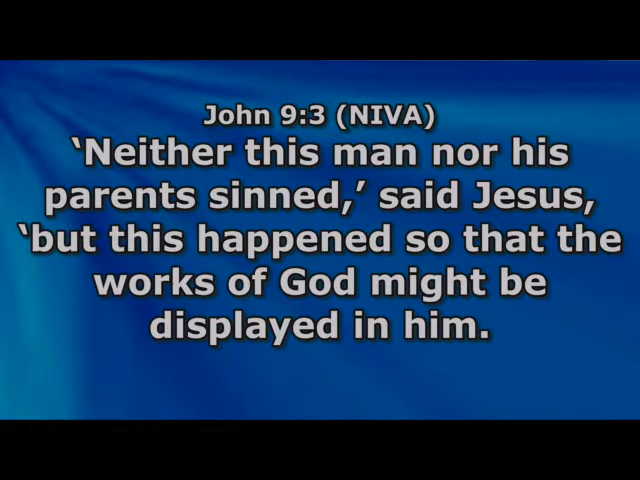 John 9:3 (NIVA)
‘Neither this man nor his
parents sinned,’ said Jesus,
‘but this happened so that the
works of God might be
displayed in him.